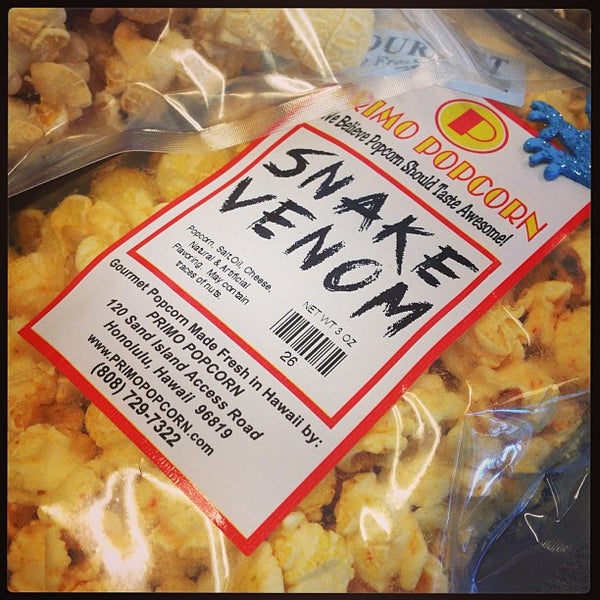 OUR
PRIMO POPCORN
P
We Believe Popcorn Should Taste Awesome!
SNAKE
VENOM
Popcorn, Salt, Oil, Cheese,
Natural & Artificial
Flavoring. May contain
traces of nuts.
NET WT 3 OZ
26
Gourmet Popcorn Made Fresh In Hawaii by:
PRIMO POPCORN
120 Sand Island Access Road
Honolulu, Hawaii 96819
www.PRIMOPOPCORN.com
(808) 729-7322